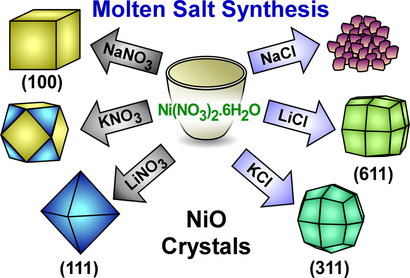 Molten Salt Synthesis
NaNO3
NaCl
(100)
KNO3
Ni(NO3)2.6H2O
LiCl
(611)
LiNO3
KCl
(111)
NiO
Crystals
(311)